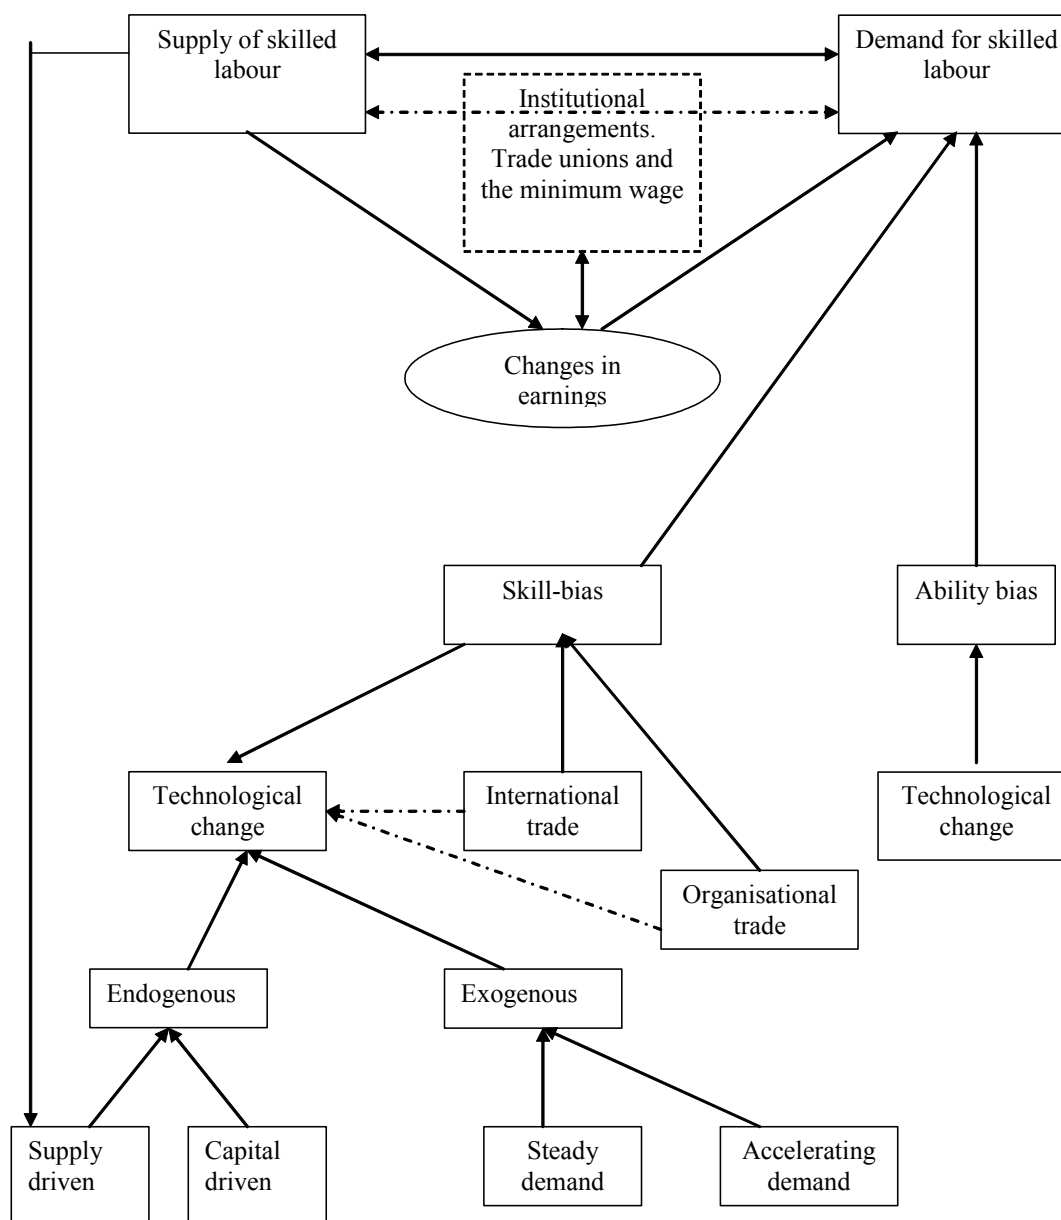 Supply of skilled
labour
Demand for skilled
labour
Institutional
arrangements.
Trade unions and
the minimum wage
Changes in
earnings
Skill-bias
Ability bias
Technological
change
International
trade
Technological
change
Organisational
trade
Endogenous
Exogenous
Supply
driven
Capital
driven
Steady
demand
Accelerating
demand